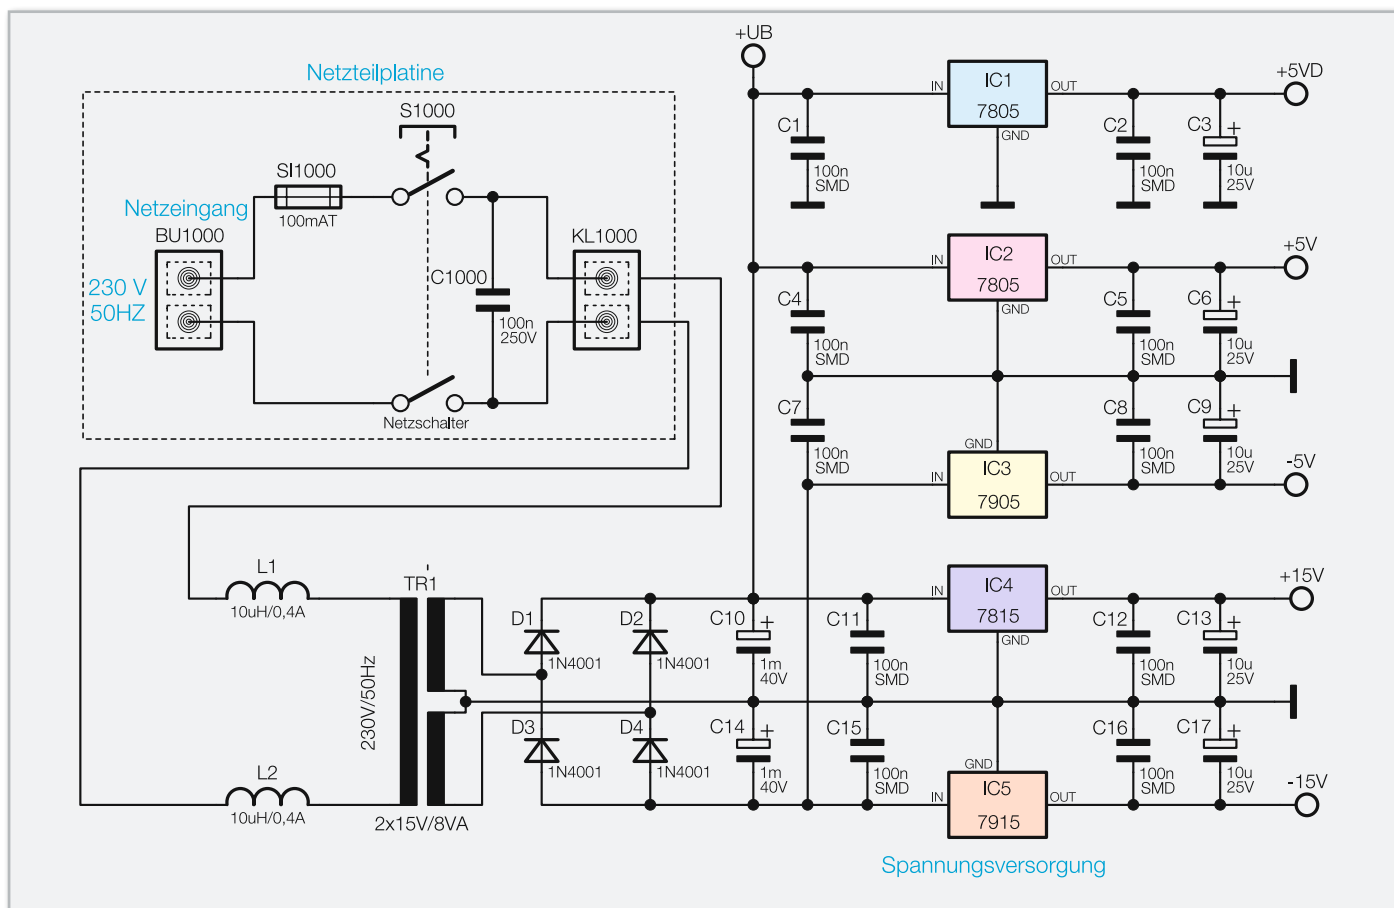 Netzteilplatine
S1000
SI1000
100mAT
Netzeingang
BU1000
230 V
50HZ
C1000
100n
250V
KL1000
Netzschalter
+UB
IN
IC1
7805
OUT
GND
+5VD
C1
100n
SMD
C2
100n
SMD
C3
+
10u
25V
IN
IC2
7805
OUT
GND
+5V
C4
100n
SMD
C5
100n
SMD
C6
+
10u
25V
C7
100n
SMD
GND
IN
IC3
7905
OUT
C8
100n
SMD
C9
+
10u
25V
-5V
L1
10uH/0,4A
TR1
230V/50Hz
L2
10uH/0,4A
2x15V/8VA
D1
1N4001
D2
1N4001
D3
1N4001
D4
1N4001
C10
+
1m
40V
C11
100n
SMD
IN
IC4
7815
OUT
GND
C12
100n
SMD
C13
+
10u
25V
+15V
C14
+
1m
40V
C15
100n
SMD
GND
IN
IC5
7915
OUT
C16
100n
SMD
C17
+
10u
25V
-15V
Spannungsversorgung